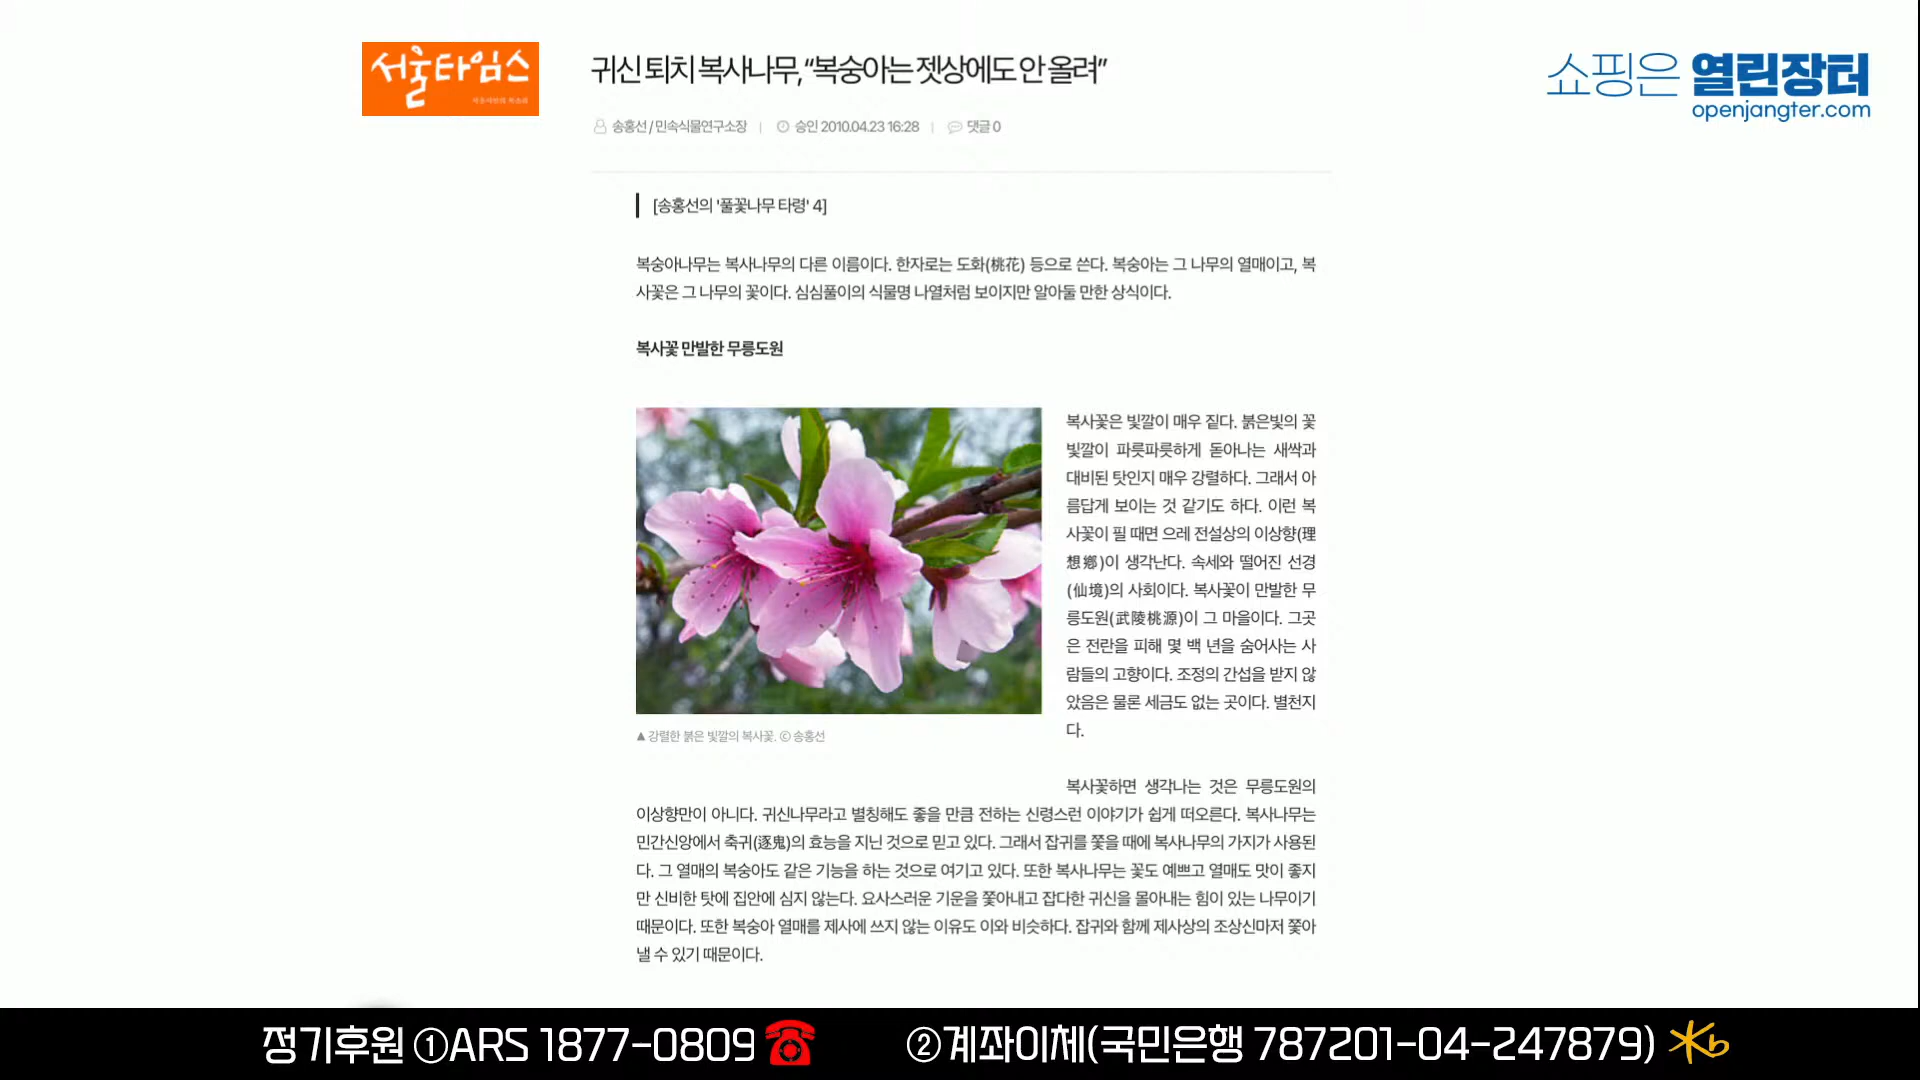 서울타임스
귀신 퇴치 복사나무, “복숭아는 젯상에도 안 올려”
쇼핑은 열린장터
openjangter.com
송홍선 / 민속식물연구소장 | 승인 2010.04.23 16:28 | 댓글 0
[송홍선의 '풀꽃나무 타령' 4]
복숭아나무는 복사나무의 다른 이름이다. 한자로는 도화(桃花) 등으로 쓴다. 복숭아는 그 나무의 열매이고, 복
사꽃은 그 나무의 꽃이다. 심심풀이의 식물명 나열처럼 보이지만 알아둘 만한 상식이다.
복사꽃 만발한 무릉도원
복사꽃은 빛깔이 매우 짙다. 붉은빛의 꽃
빛깔이 파릇파릇하게 돋아나는 새싹과
대비된 탓인지 매우 강렬하다. 그래서 아
름답게 보이는 것 같기도 하다. 이런 복
사꽃이 필 때면 으레 전설상의 이상향(理
想鄕)이 생각난다. 속세와 떨어진 선경
(仙境)의 사회이다. 복사꽃이 만발한 무
릉도원(武陵桃源)이 그 마을이다. 그곳
은 전란을 피해 몇 백 년을 숨어사는 사
람들의 고향이다. 조정의 간섭을 받지 않
았음은 물론 세금도 없는 곳이다. 별천지
다.
▲ 강렬한 붉은 빛깔의 복사꽃. ⓒ 송홍선
복사꽃하면 생각나는 것은 무릉도원의
이상향만이 아니다. 귀신나무라고 별칭해도 좋을 만큼 전하는 신령스런 이야기가 쉽게 떠오른다. 복사나무는
민간신앙에서 축귀(逐鬼)의 효능을 지닌 것으로 믿고 있다. 그래서 잡귀를 쫓을 때에 복사나무의 가지가 사용된
다. 그 열매의 복숭아도 같은 기능을 하는 것으로 여기고 있다. 또한 복사나무는 꽃도 예쁘고 열매도 맛이 좋지
만 신비한 탓에 집안에 심지 않는다. 요사스러운 기운을 쫓아내고 잡다한 귀신을 몰아내는 힘이 있는 나무이기
때문이다. 또한 복숭아 열매를 제사에 쓰지 않는 이유도 이와 비슷하다. 잡귀와 함께 제사상의 조상신마저 쫓아
낼 수 있기 때문이다.
정기후원 ①ARS 1877-0809 ②계좌이체(국민은행 787201-04-247879)